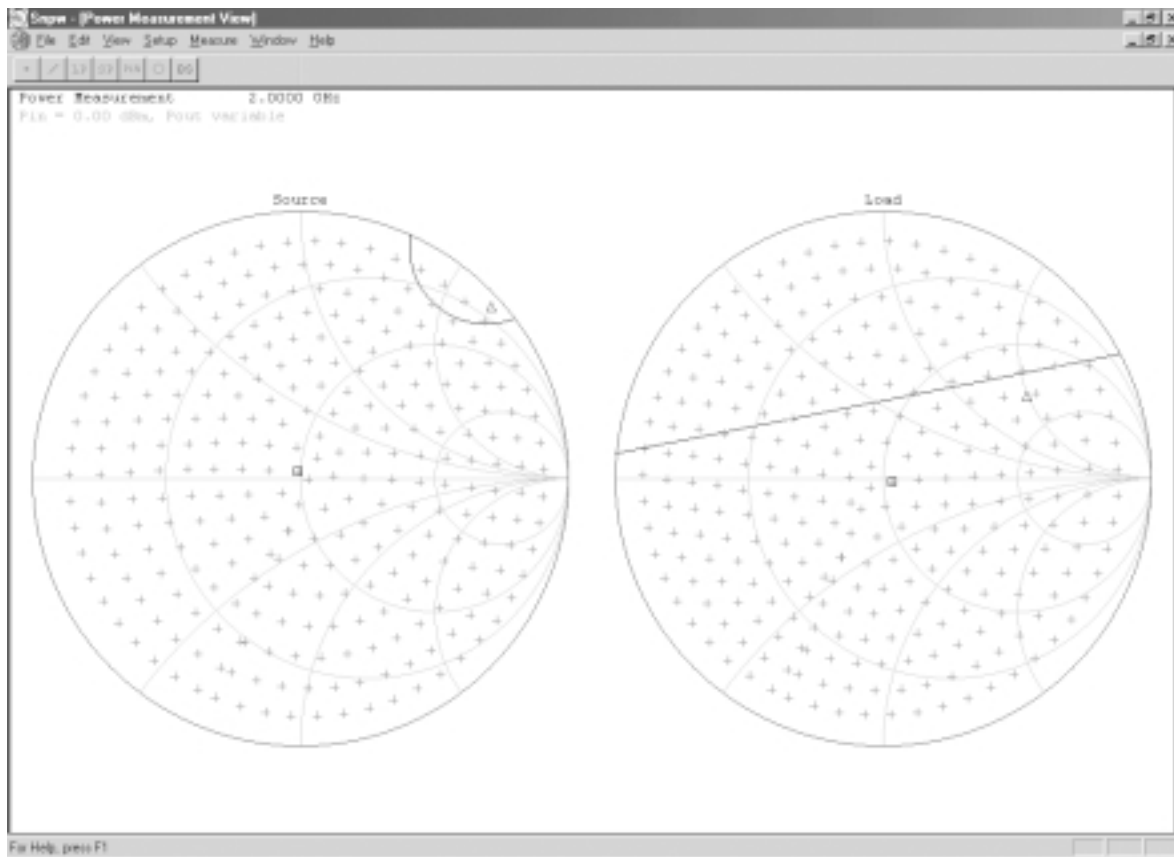 Snpw - [Power Measurement View]
File Edit View Setup Measure Window Help
Power Measurement 2.0000 GHz
Pin = 0.00 dBm, Pout variable
Source
Load
For Help, press F1